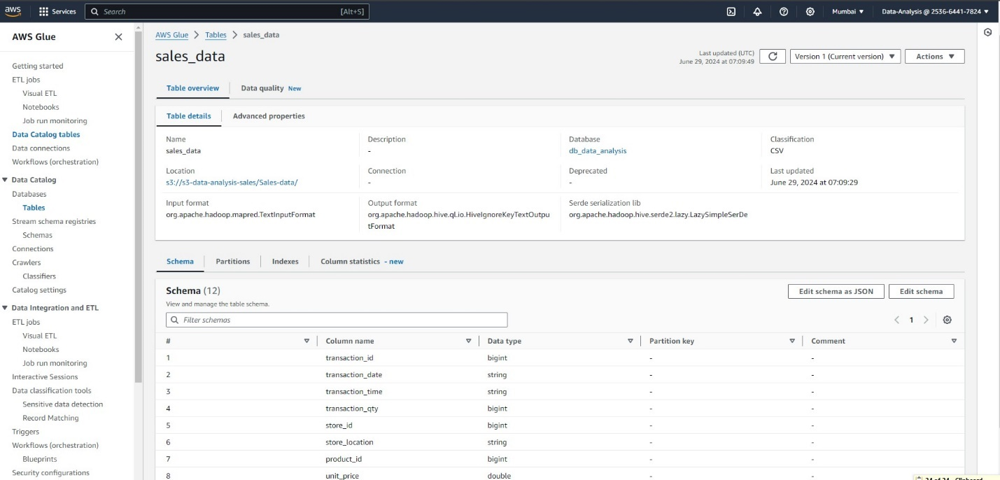 aws
Services
Search [Alt+S]
Mumbai
Data-Analysis @ 2536-6441-7824
AWS Glue
Getting started
ETL jobs
Visual ETL
Notebooks
Job run monitoring
Data Catalog tables
Data connections
Workflows (orchestration)
Data Catalog
Databases
Tables
Stream schema registries
Schemas
Connections
Crawlers
Classifiers
Catalog settings
Data Integration and ETL
ETL jobs
Visual ETL
Notebooks
Job run monitoring
Interactive Sessions
Data classification tools
Sensitive data detection
Record Matching
Triggers
Workflows (orchestration)
Blueprints
Security configurations
AWS Glue > Tables > sales_data
sales_data
Last updated (UTC)
June 29, 2024 at 07:09:49
Version 1 (Current version)
Actions
Table overview
Data quality New
Table details
Advanced properties
Name
sales_data
Description
-
Database
db_data_analysis
Classification
CSV
Location
s3://s3-data-analysis-sales/Sales-data/
Connection
-
Deprecated
-
Last updated
June 29, 2024 at 07:09:29
Input format
org.apache.hadoop.mapred.TextInputFormat
Output format
org.apache.hadoop.hive.ql.io.HiveIgnoreKeyTextOutpu
tFormat
Serde serialization lib
org.apache.hadoop.hive.serde2.lazy.LazySimpleSerDe
Schema
Partitions
Indexes
Column statistics - new
Schema (12)
View and manage the table schema.
Edit schema as JSON
Edit schema
Filter schemas
< 1 >
# Column name Data type Partition key Comment
1 transaction_id bigint - -
2 transaction_date string - -
3 transaction_time string - -
4 transaction_qty bigint - -
5 store_id bigint - -
6 store_location string - -
7 product_id bigint - -
8 unit_price double - -